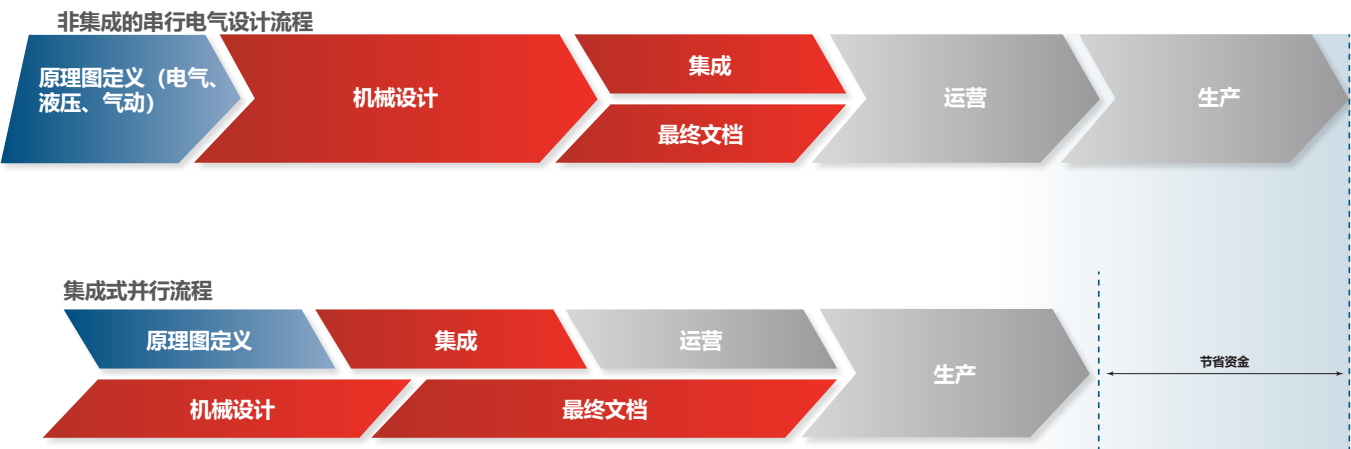 非集成的串行电气设计流程
原理图定义（电气、
液压、气动）
机械设计
集成
最终文档
运营
生产
集成式并行流程
原理图定义
集成
运营
机械设计
最终文档
生产
节省资金